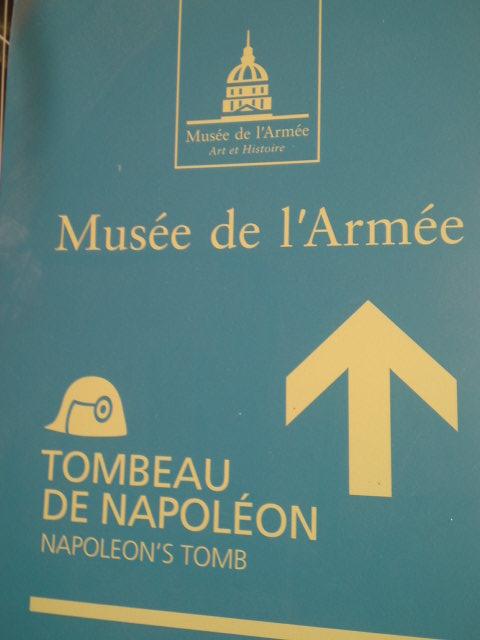 Musée de l'Armée
Art et Histoire
Musée de l'Armée
TOMBEAU
DE NAPOLÉON
NAPOLEON'S TOMB